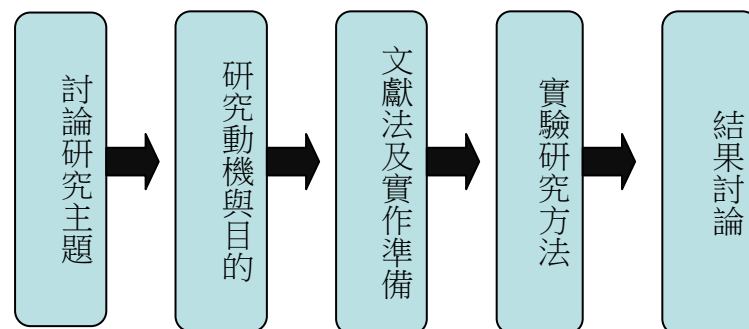 討論研究主題
研究動機與目的
文獻法及實作準備
實驗研究方法
結果討論